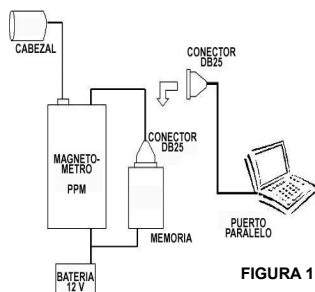 CABEZAL
CONECTOR
DB25
CONECTOR
DB25
MAGNETO-
METRO
PPM
MEMORIA
PUERTO
PARALELO
BATERIA
12 V
FIGURA 1